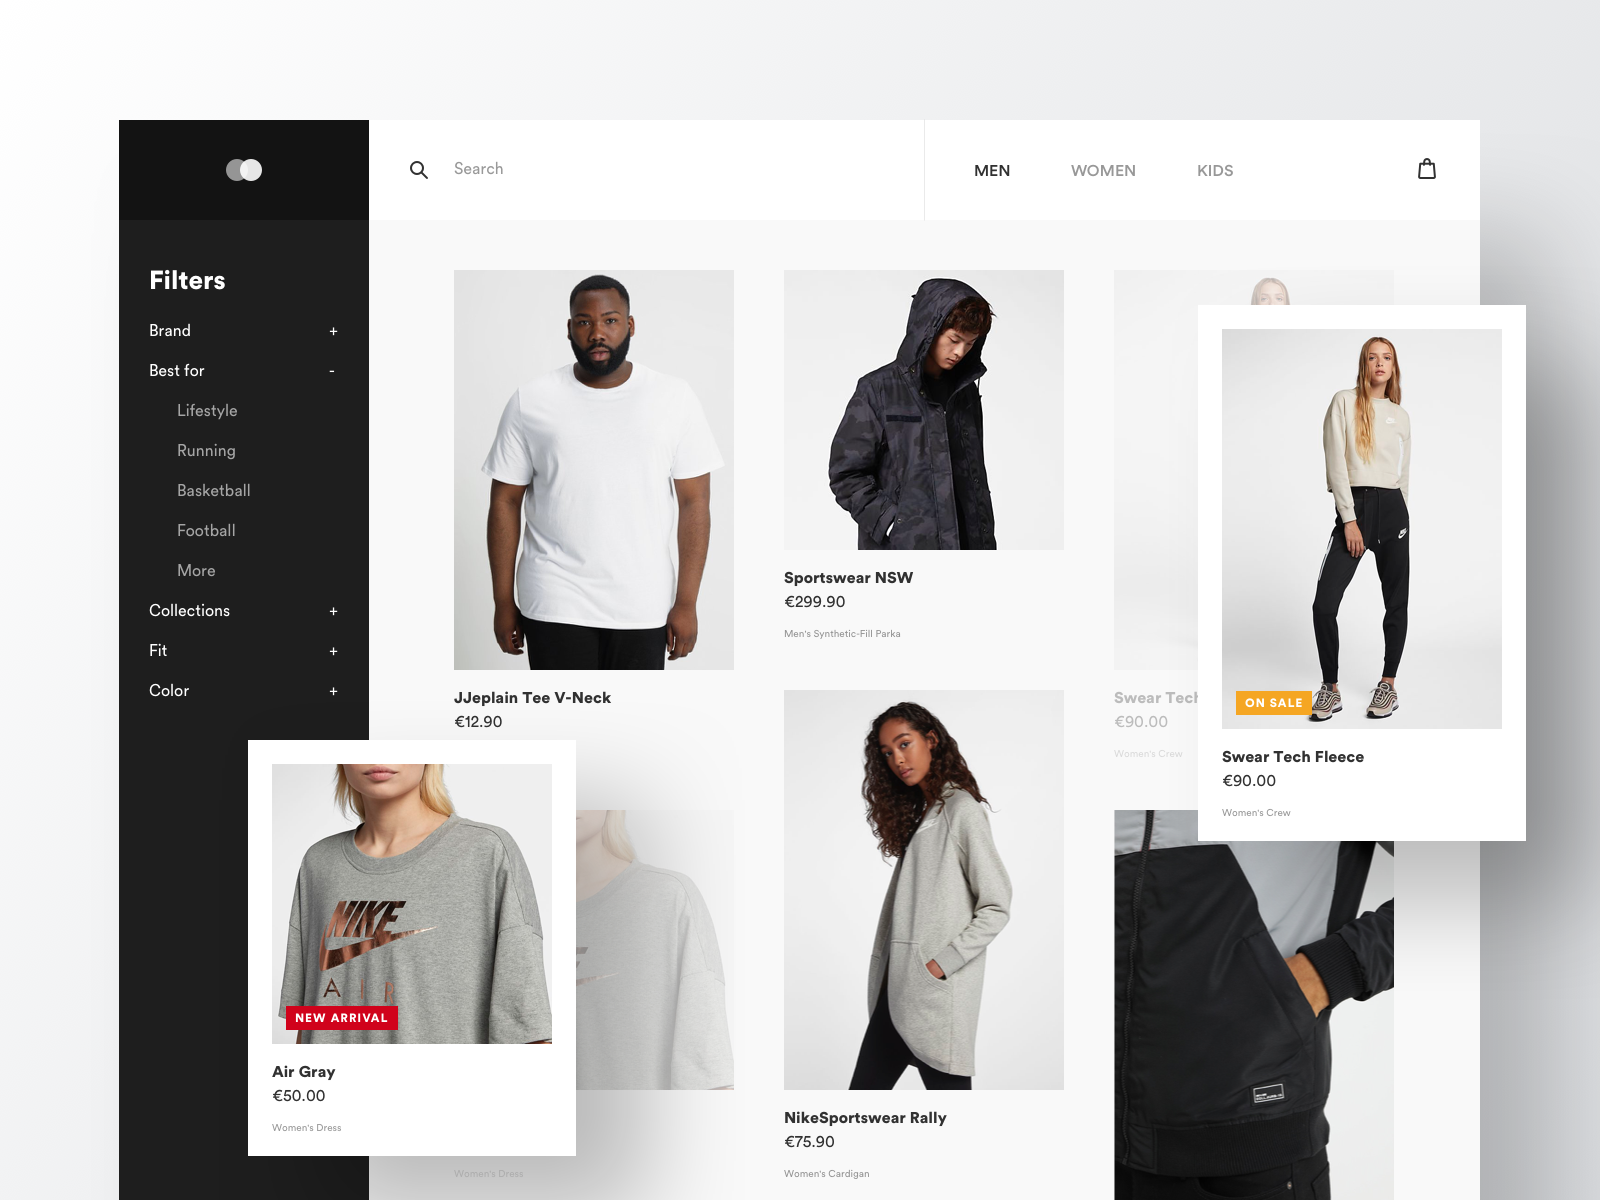 Search
MEN
WOMEN
KIDS
Filters
Brand +
Best for -
Lifestyle
Running
Basketball
Football
More
Collections +
Fit +
Color +
JJeplain Tee V-Neck
€12.90
Sportswear NSW
€299.90
Men's Synthetic-Fill Parka
Swear Tech
€90.00
Women's Crew
ON SALE
Swear Tech Fleece
€90.00
Women's Crew
NIKE
AIR
NEW ARRIVAL
Air Gray
€50.00
Women's Dress
Women's Dress
NikeSportswear Rally
€75.90
Women's Cardigan